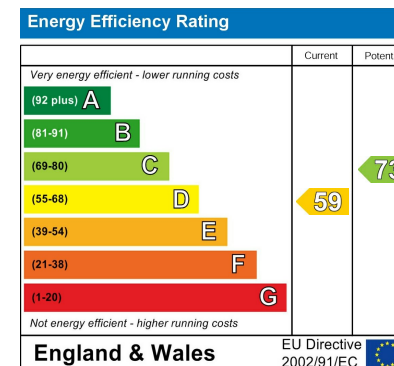 Energy Efficiency Rating
Current Potent
Very energy efficient - lower running costs
(92 plus) A
(81-91) B
(69-80) C
73
(55-68) D
59
(39-54) E
(21-38) F
(1-20) G
Not energy efficient - higher running costs
England & Wales
EU Directive
2002/91/EC